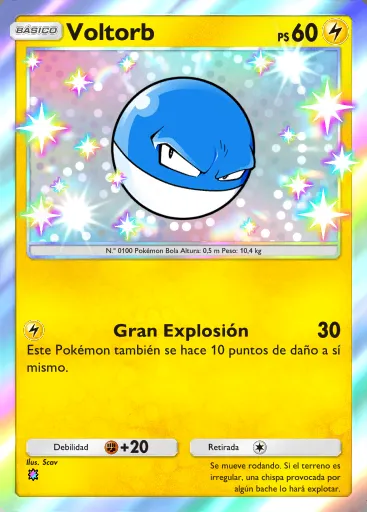 BÁSICO Voltorb PS 60
N.º 0100 Pokémon Bola Altura: 0,5 m Peso: 10,4 kg
Gran Explosión 30
Este Pokémon también se hace 10 puntos de daño a sí
mismo.
Debilidad +20 Retirada
Ilus. Scav
Se mueve rodando. Si el terreno es
irregular, una chispa provocada por
algún bache lo hará explotar.